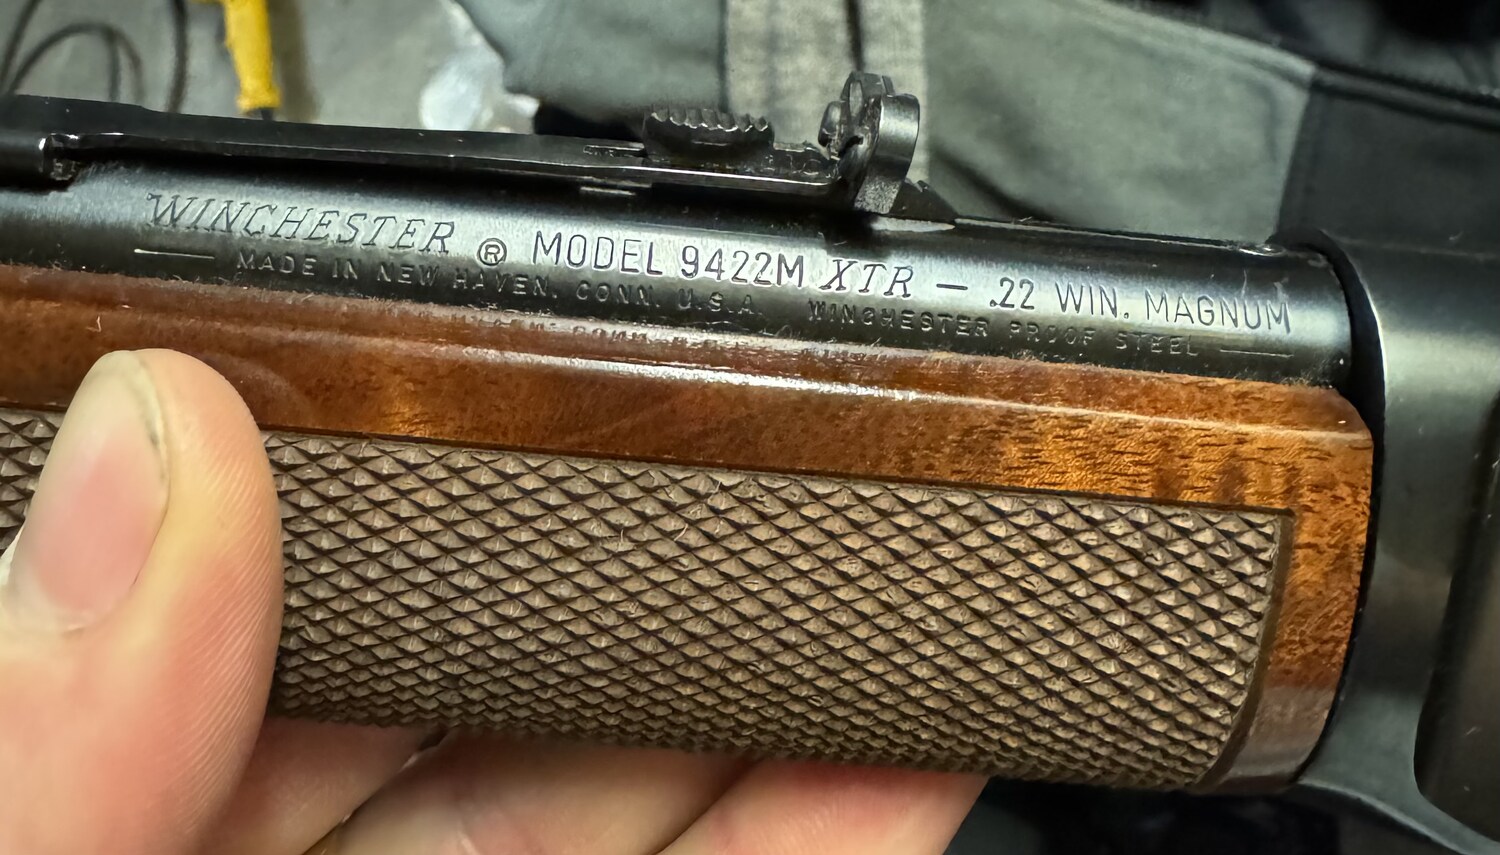 WINCHESTER ® MODEL 9422M XTR — .22 WIN. MAGNUM
MADE IN NEW HAVEN, CONN. U.S.A. WINCHESTER PROOF STEEL